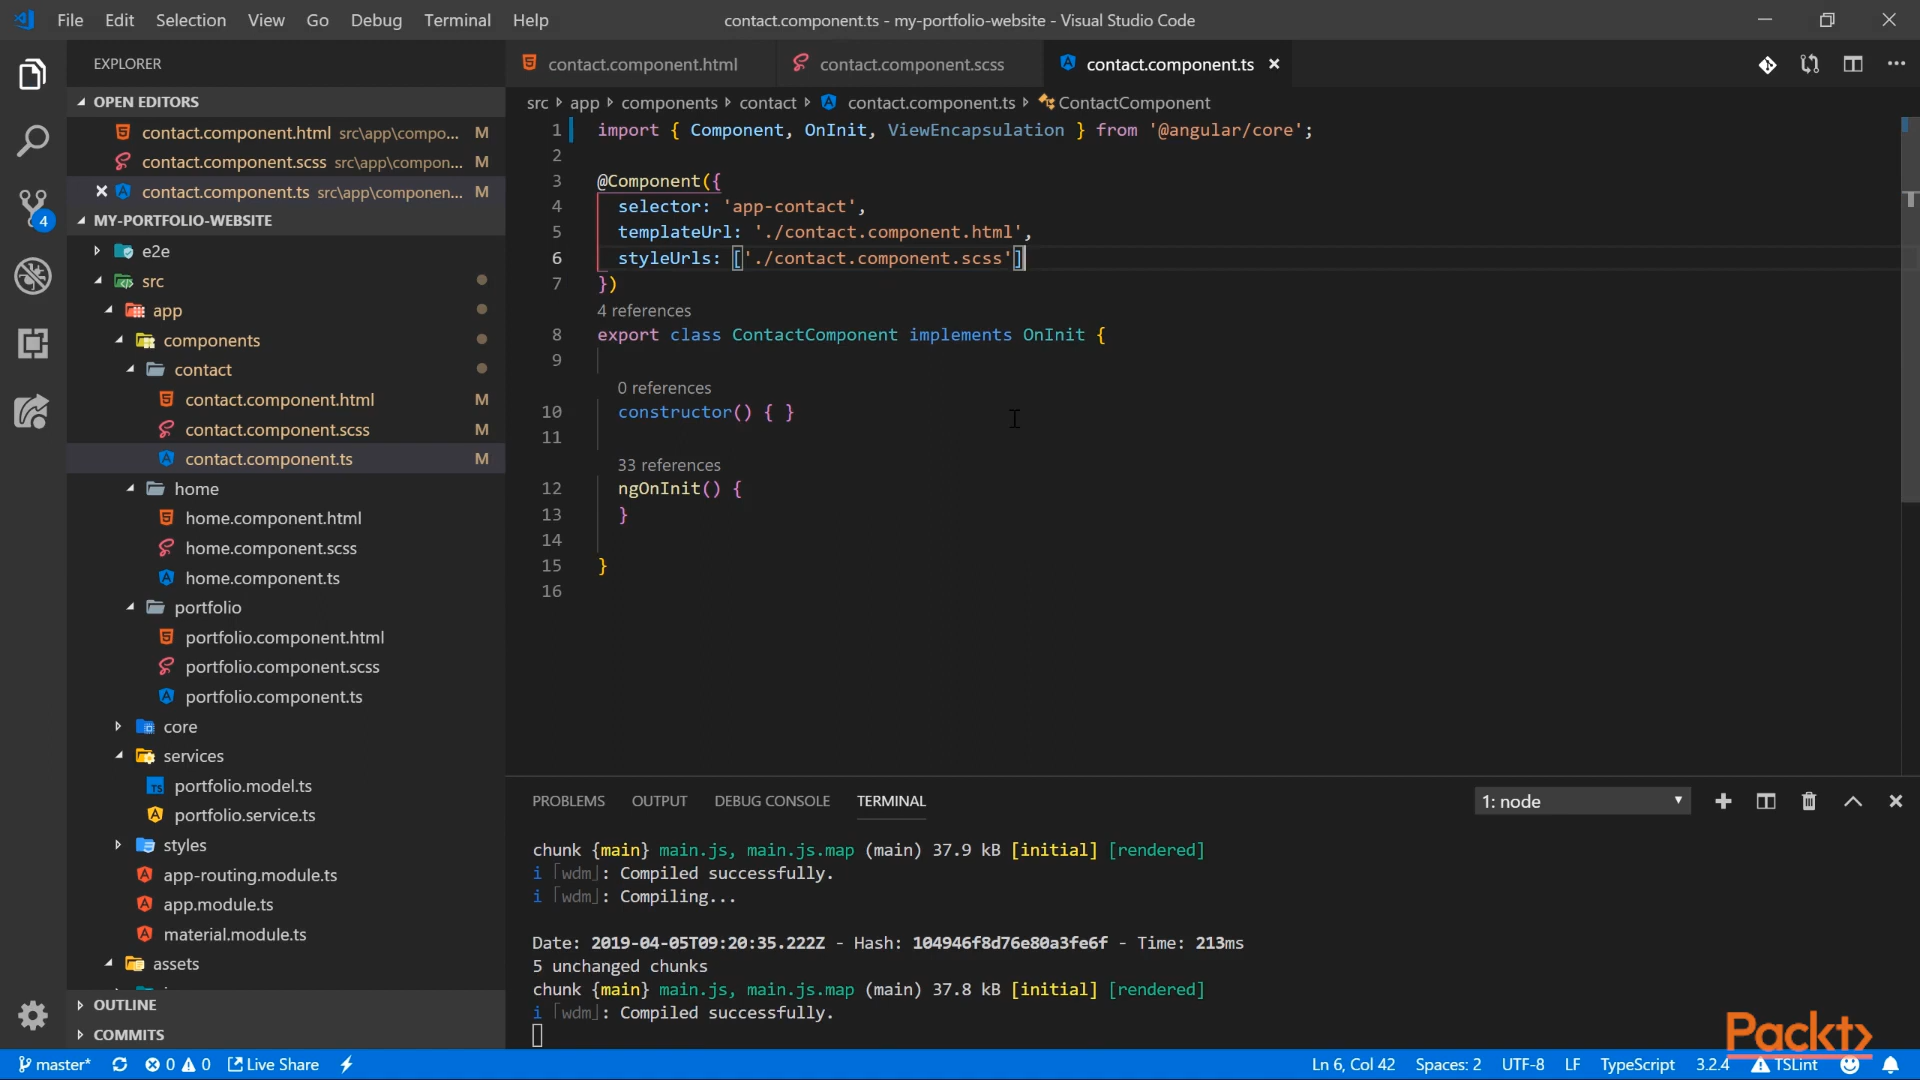 File Edit Selection View Go Debug Terminal Help
contact.component.ts - my-portfolio-website - Visual Studio Code
EXPLORER
OPEN EDITORS
contact.component.html src\app\compo... M
contact.component.scss src\app\compon... M
contact.component.ts src\app\componen... M
MY-PORTFOLIO-WEBSITE
e2e
src
app
components
contact
contact.component.html M
contact.component.scss M
contact.component.ts M
home
home.component.html
home.component.scss
home.component.ts
portfolio
portfolio.component.html
portfolio.component.scss
portfolio.component.ts
core
services
portfolio.model.ts
portfolio.service.ts
styles
app-routing.module.ts
app.module.ts
material.module.ts
assets
OUTLINE
COMMITS
4
contact.component.html contact.component.scss contact.component.ts
src app components contact contact.component.ts ContactComponent
1 import { Component, OnInit, ViewEncapsulation } from '@angular/core';
2
3 @Component({
4 selector: 'app-contact',
5 templateUrl: './contact.component.html',
6 styleUrls: ['./contact.component.scss']
7 })
4 references
8 export class ContactComponent implements OnInit {
9
0 references
10 constructor() { }
11
33 references
12 ngOnInit() {
13 }
14
15 }
16
PROBLEMS OUTPUT DEBUG CONSOLE TERMINAL 1: node
chunk {main} main.js, main.js.map (main) 37.9 kB [initial] [rendered]
i ｢wdm｣: Compiled successfully.
i ｢wdm｣: Compiling...
Date: 2019-04-05T09:20:35.222Z - Hash: 104946f8d76e80a3fe6f - Time: 213ms
5 unchanged chunks
chunk {main} main.js, main.js.map (main) 37.8 kB [initial] [rendered]
i ｢wdm｣: Compiled successfully.
Packt>
master* 0 0 Live Share Ln 6, Col 42 Spaces: 2 UTF-8 LF TypeScript 3.2.4 TSLint